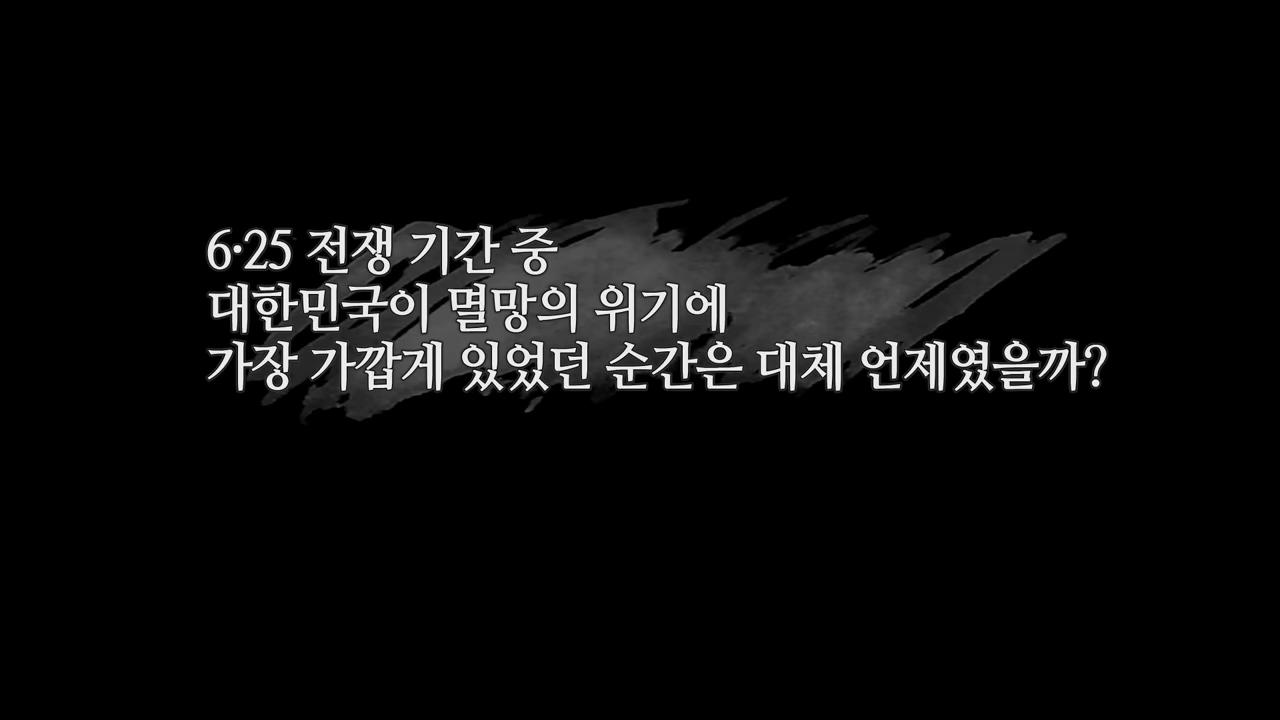 6·25 전쟁 기간 중
대한민국이 멸망의 위기에
가장 가깝게 있었던 순간은 대체 언제였을까?